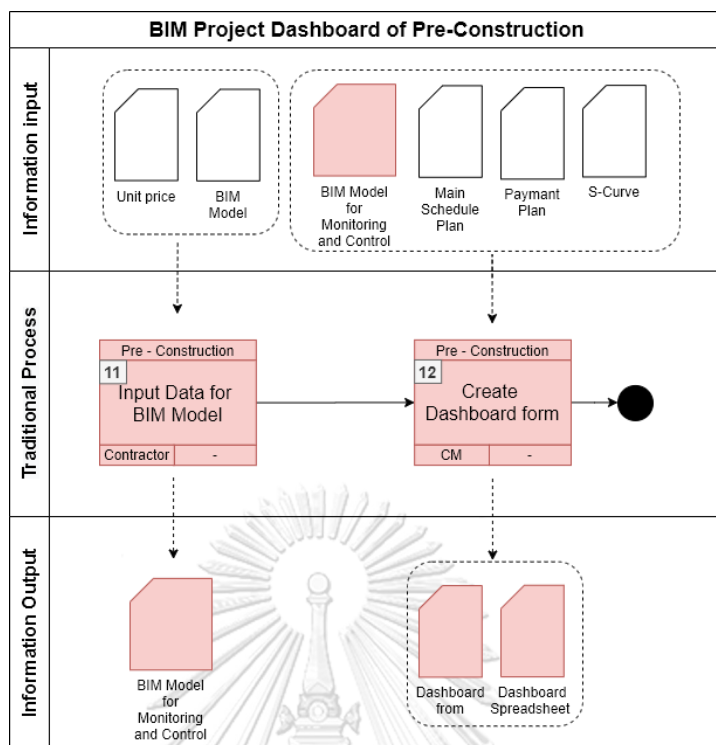 BIM Project Dashboard of Pre-Construction
Information input
Unit price
BIM
Model
BIM Model
for
Monitoring
and Control
Main
Schedule
Plan
Paymant
Plan
S-Curve
Traditional Process
Pre - Construction
11
Input Data for
BIM Model
Contractor
-
Pre - Construction
12
Create
Dashboard form
CM
-
Information Output
BIM Model
for
Monitoring
and Control
Dashboard
from
Dashboard
Spreadsheet